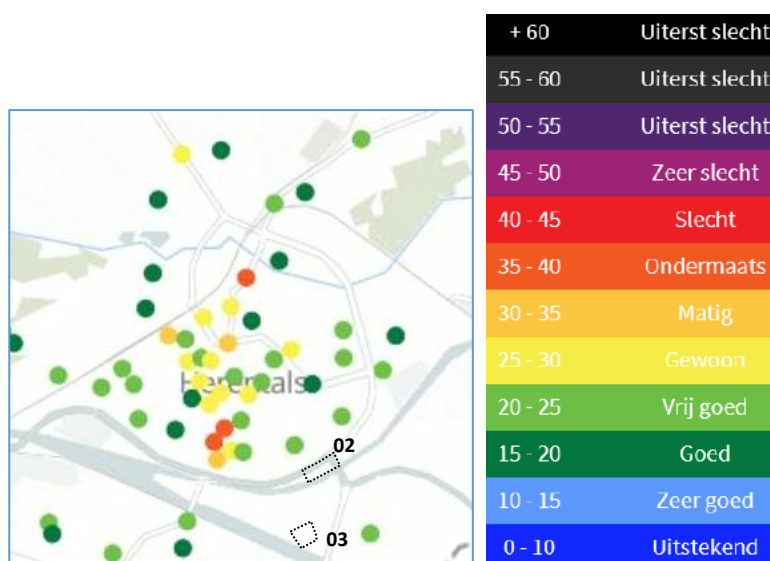 + 60 Uiterst slecht
55 - 60 Uiterst slecht
50 - 55 Uiterst slecht
45 - 50 Zeer slecht
40 - 45 Slecht
35 - 40 Ondermaats
30 - 35 Matig
25 - 30 Gewoon
20 - 25 Vrij goed
15 - 20 Goed
10 - 15 Zeer goed
0 - 10 Uitstekend
Herentals
02
03